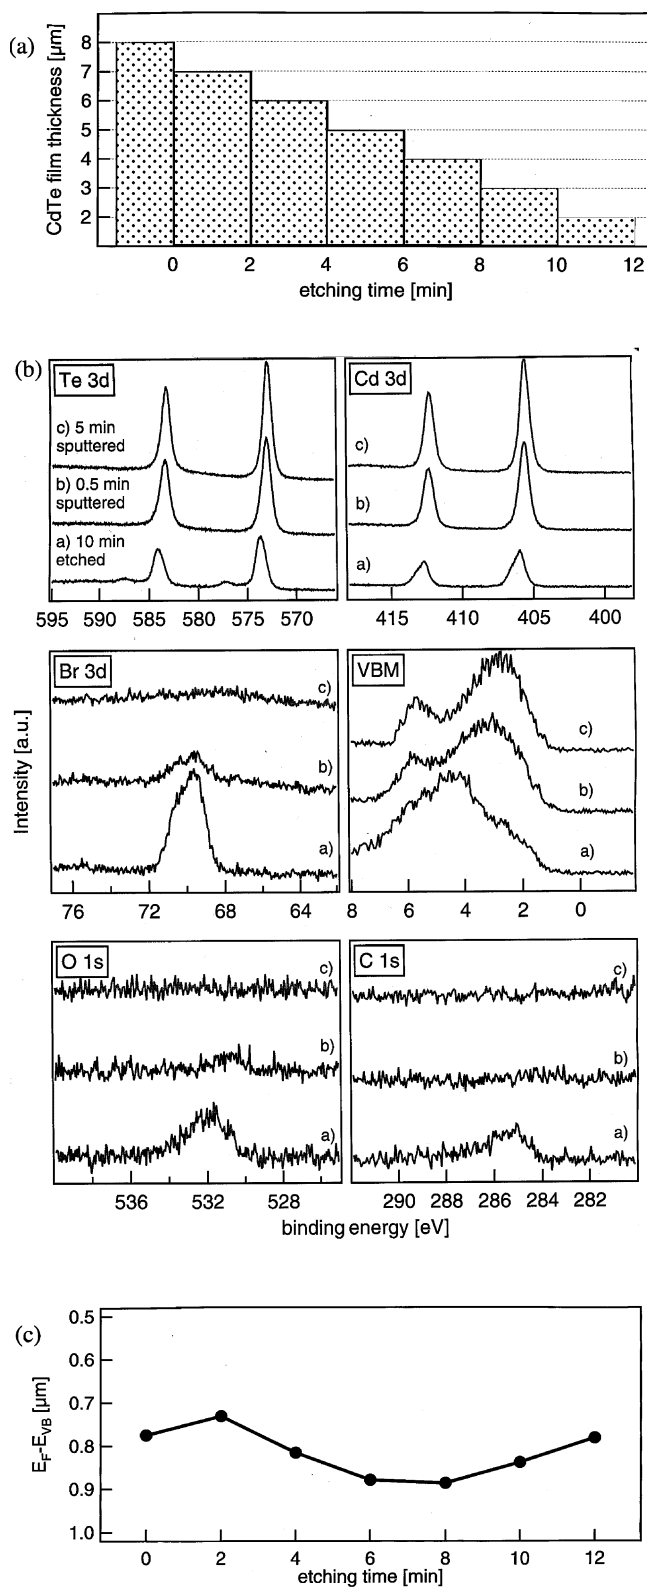 (a)
CdTe film thickness [µm]
8
7
6
5
4
3
2
0 2 4 6 8 10 12
etching time [min]
(b)
Te 3d
c) 5 min
sputtered
b) 0.5 min
sputtered
a) 10 min
etched
595 590 585 580 575 570
Cd 3d
c)
b)
a)
415 410 405 400
Intensity [a.u.]
Br 3d
c)
b)
a)
76 72 68 64
VBM
c)
b)
a)
8 6 4 2 0
O 1s
c)
b)
a)
536 532 528
C 1s
c)
b)
a)
290 288 286 284 282
binding energy [eV]
(c)
E_F-E_VB [µm]
0.5
0.6
0.7
0.8
0.9
1.0
0 2 4 6 8 10 12
etching time [min]